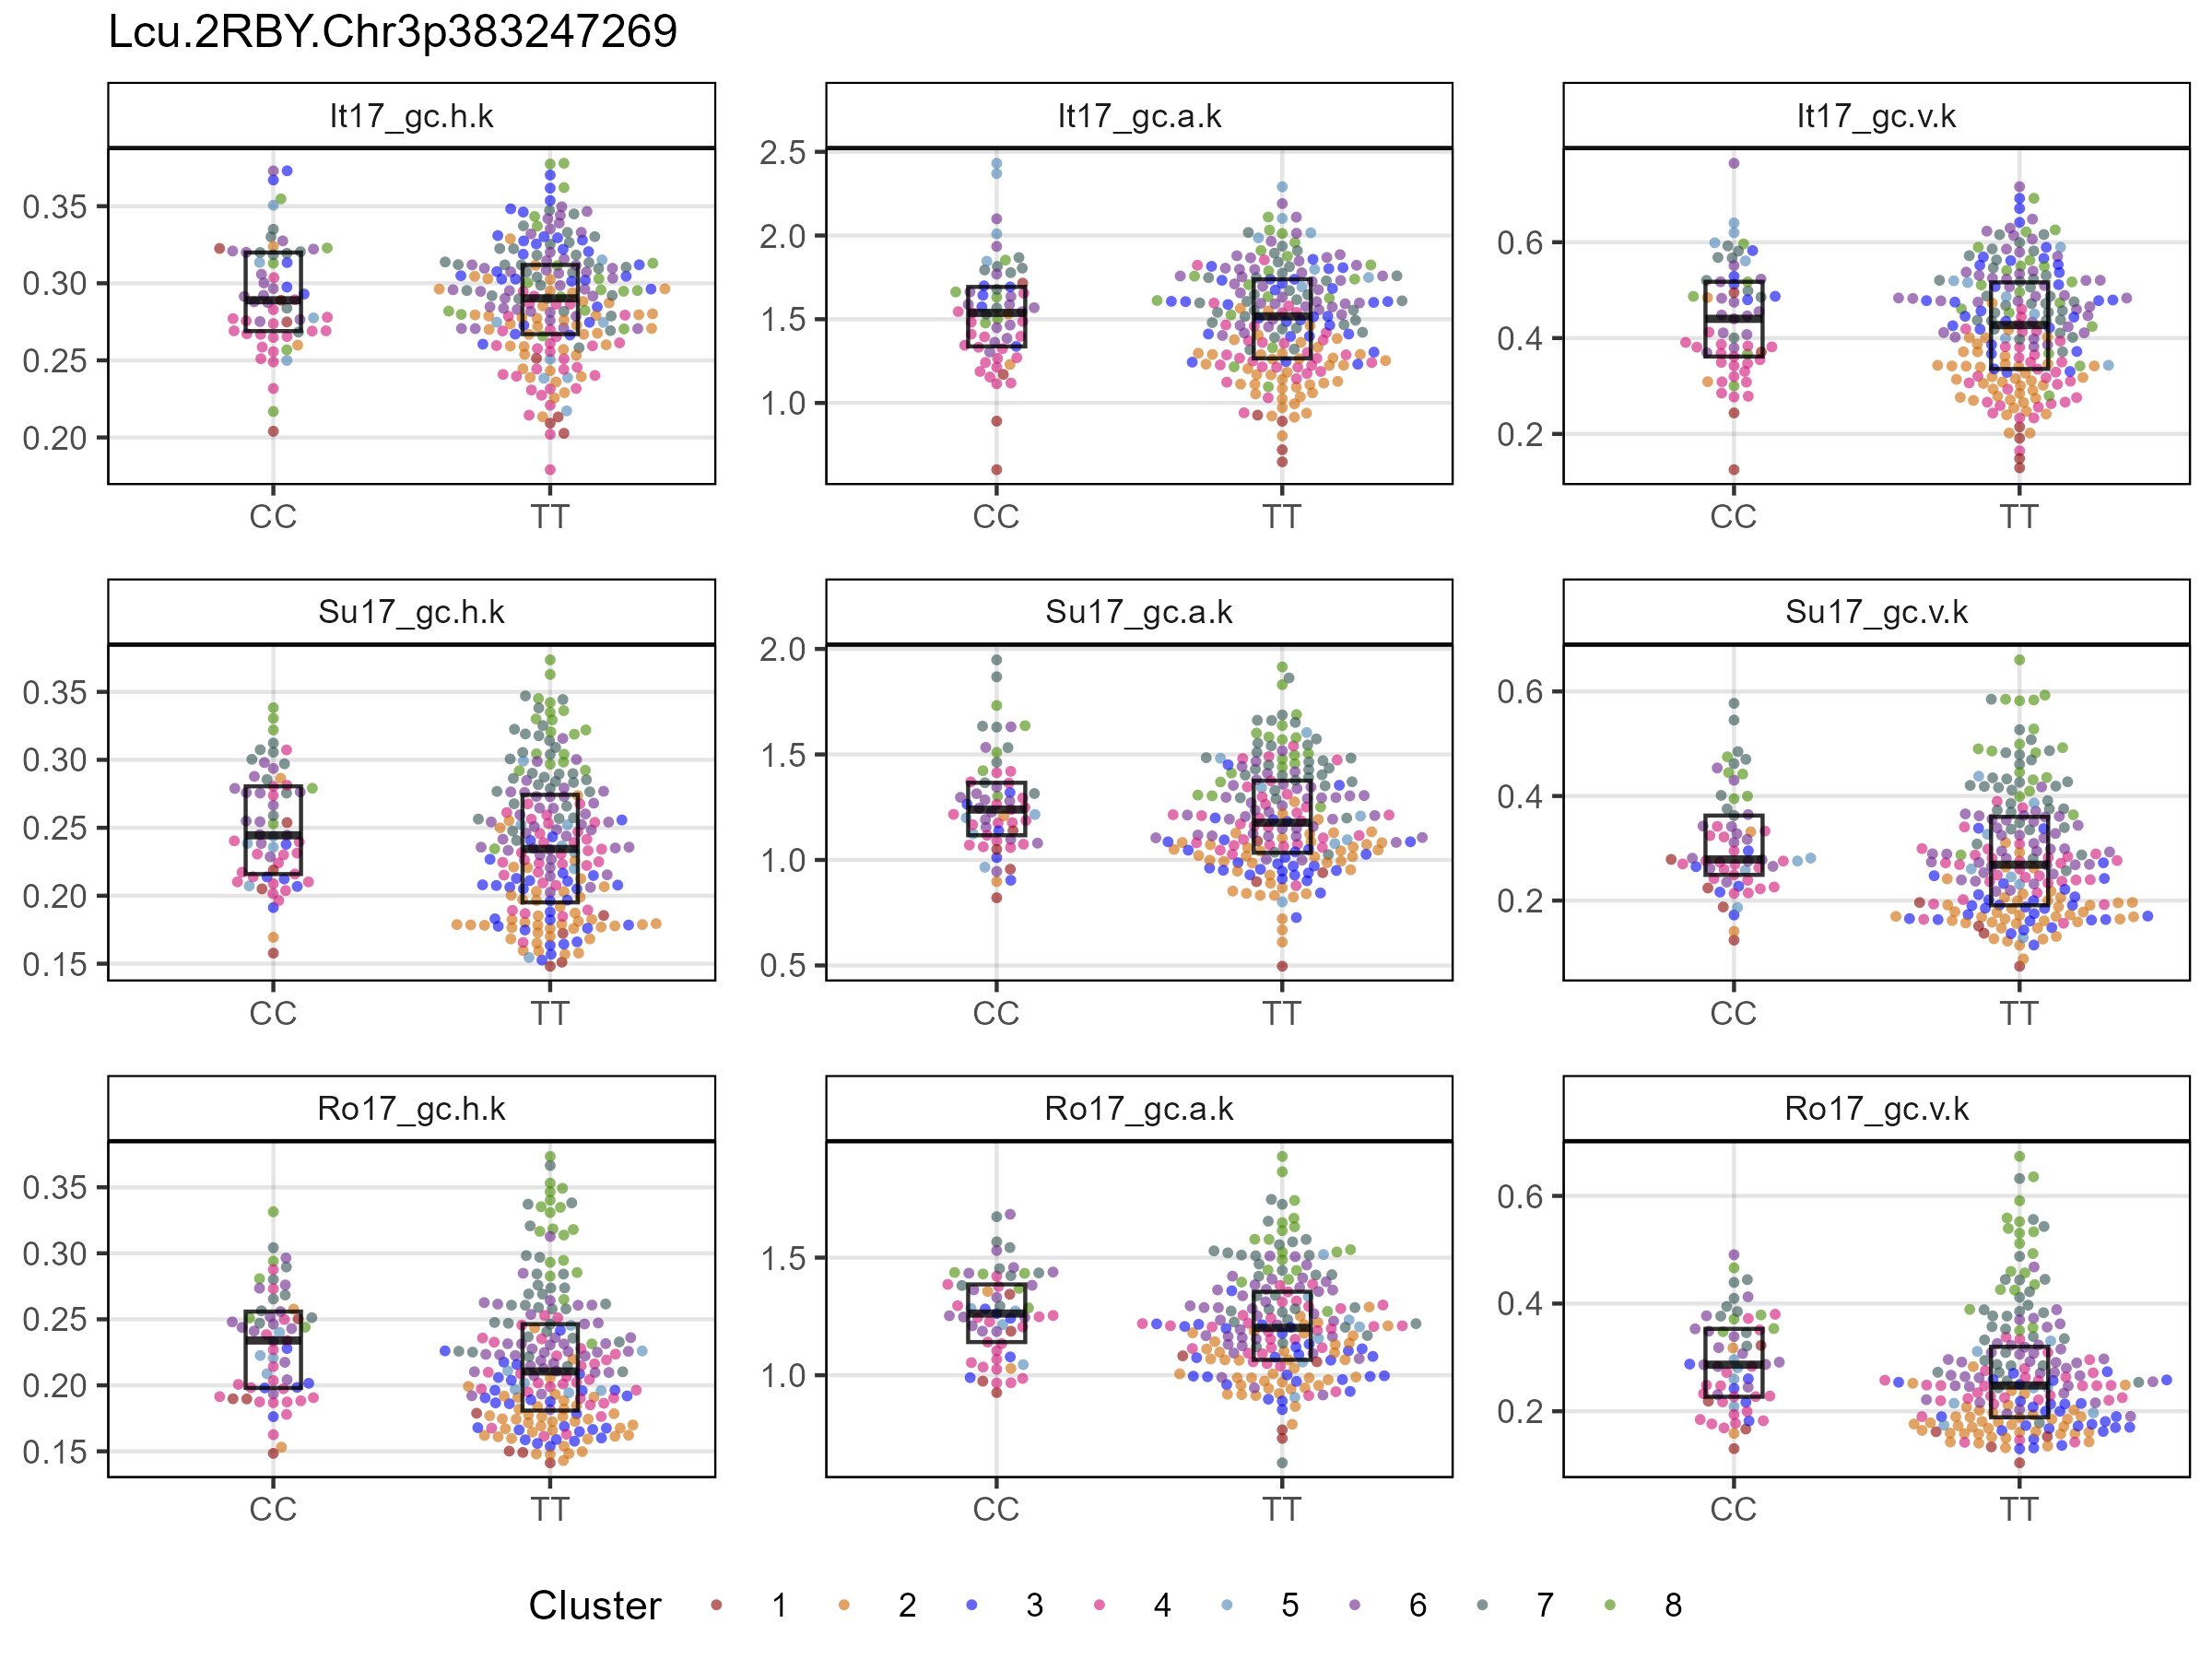 Lcu.2RBY.Chr3p383247269
It17_gc.h.k It17_gc.a.k It17_gc.v.k
0.35 2.5 0.6
0.30 2.0 0.4
0.25 1.5 0.2
0.20 1.0
CC TT CC TT CC TT
Su17_gc.h.k Su17_gc.a.k Su17_gc.v.k
0.35 2.0 0.6
0.30 1.5 0.4
0.25 1.0 0.2
0.20 0.5
0.15
CC TT CC TT CC TT
Ro17_gc.h.k Ro17_gc.a.k Ro17_gc.v.k
0.35 1.5 0.6
0.30 1.0 0.4
0.25 0.2
0.20
0.15
CC TT CC TT CC TT
Cluster 1 2 3 4 5 6 7 8